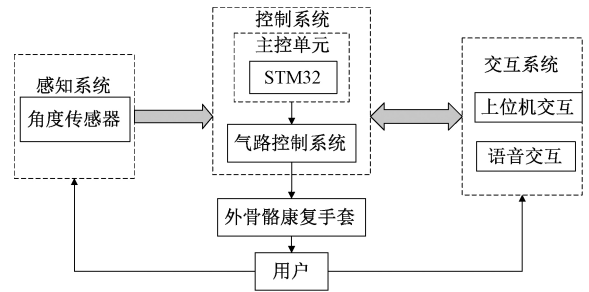 控制系统
主控单元
STM32
气路控制系统
感知系统
角度传感器
交互系统
上位机交互
语音交互
外骨骼康复手套
用户